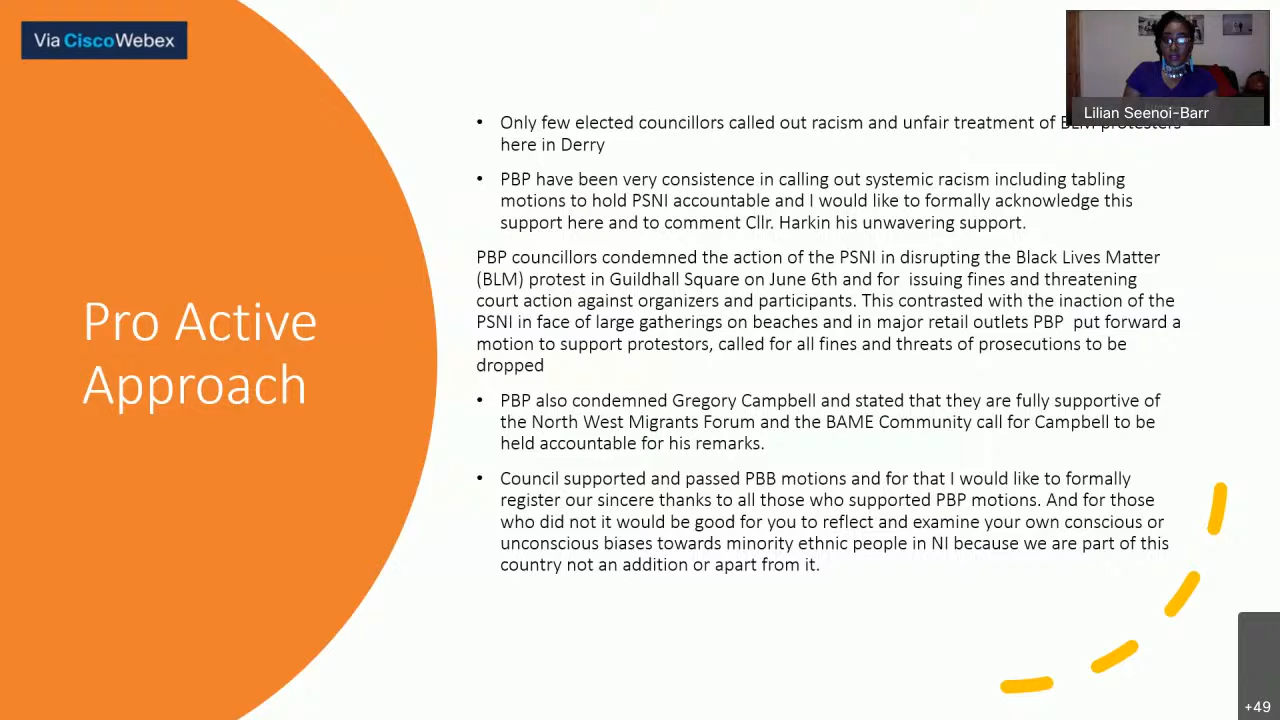 Via Cisco Webex
Lilian Seenoi-Barr
Pro Active
Approach
• Only few elected councillors called out racism and unfair treatment of BLM protesters
here in Derry
• PBP have been very consistence in calling out systemic racism including tabling
motions to hold PSNI accountable and I would like to formally acknowledge this
support here and to comment Cllr. Harkin his unwavering support.
PBP councillors condemned the action of the PSNI in disrupting the Black Lives Matter
(BLM) protest in Guildhall Square on June 6th and for issuing fines and threatening
court action against organizers and participants. This contrasted with the inaction of the
PSNI in face of large gatherings on beaches and in major retail outlets PBP put forward a
motion to support protestors, called for all fines and threats of prosecutions to be
dropped
• PBP also condemned Gregory Campbell and stated that they are fully supportive of
the North West Migrants Forum and the BAME Community call for Campbell to be
held accountable for his remarks.
• Council supported and passed PBB motions and for that I would like to formally
register our sincere thanks to all those who supported PBP motions. And for those
who did not it would be good for you to reflect and examine your own conscious or
unconscious biases towards minority ethnic people in NI because we are part of this
country not an addition or apart from it.
+49